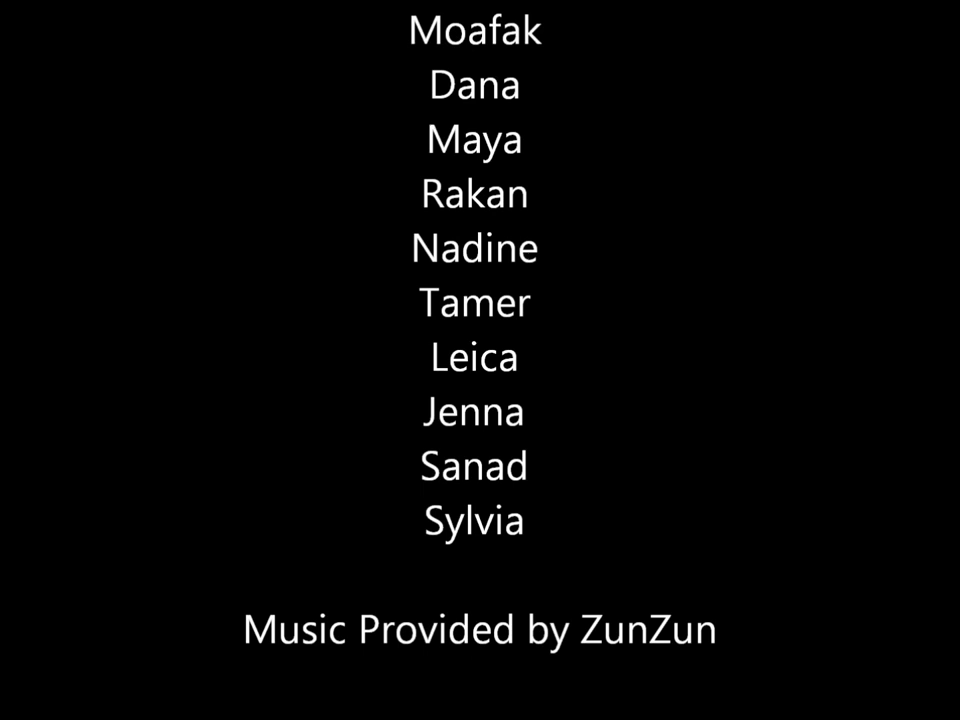 Moafak
Dana
Maya
Rakan
Nadine
Tamer
Leica
Jenna
Sanad
Sylvia
Music Provided by ZunZun